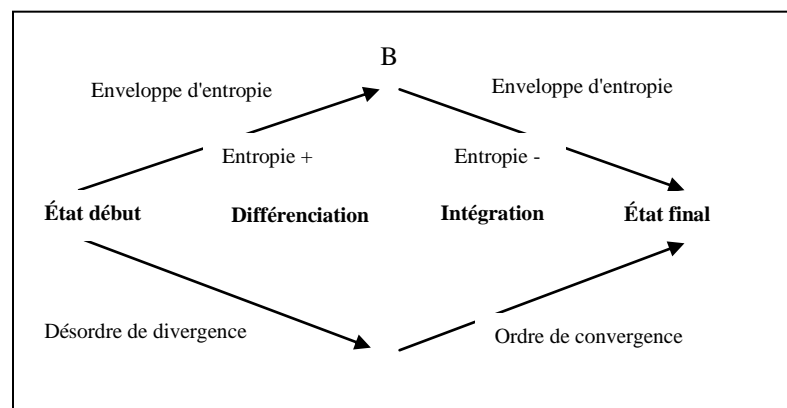 B
Enveloppe d'entropie
Enveloppe d'entropie
Entropie +
Entropie -
État début
Différenciation
Intégration
État final
Désordre de divergence
Ordre de convergence